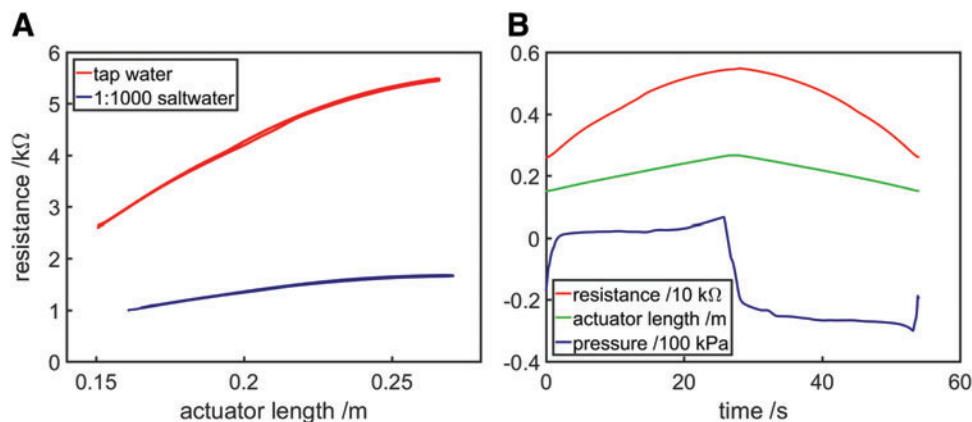 A
resistance /kΩ
6
5
4
3
2
1
0
tap water
1:1000 saltwater
0.15
0.2
0.25
actuator length /m
B
0.6
0.4
0.2
0
-0.2
-0.4
resistance /10 kΩ
actuator length /m
pressure /100 kPa
0
20
40
60
time /s